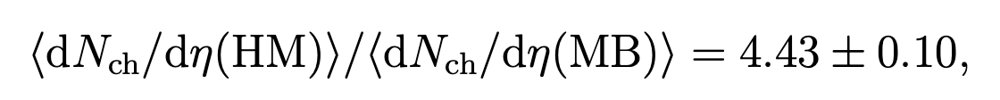 ⟨dN_ch/dη(HM)⟩/⟨dN_ch/dη(MB)⟩ = 4.43 ± 0.10,